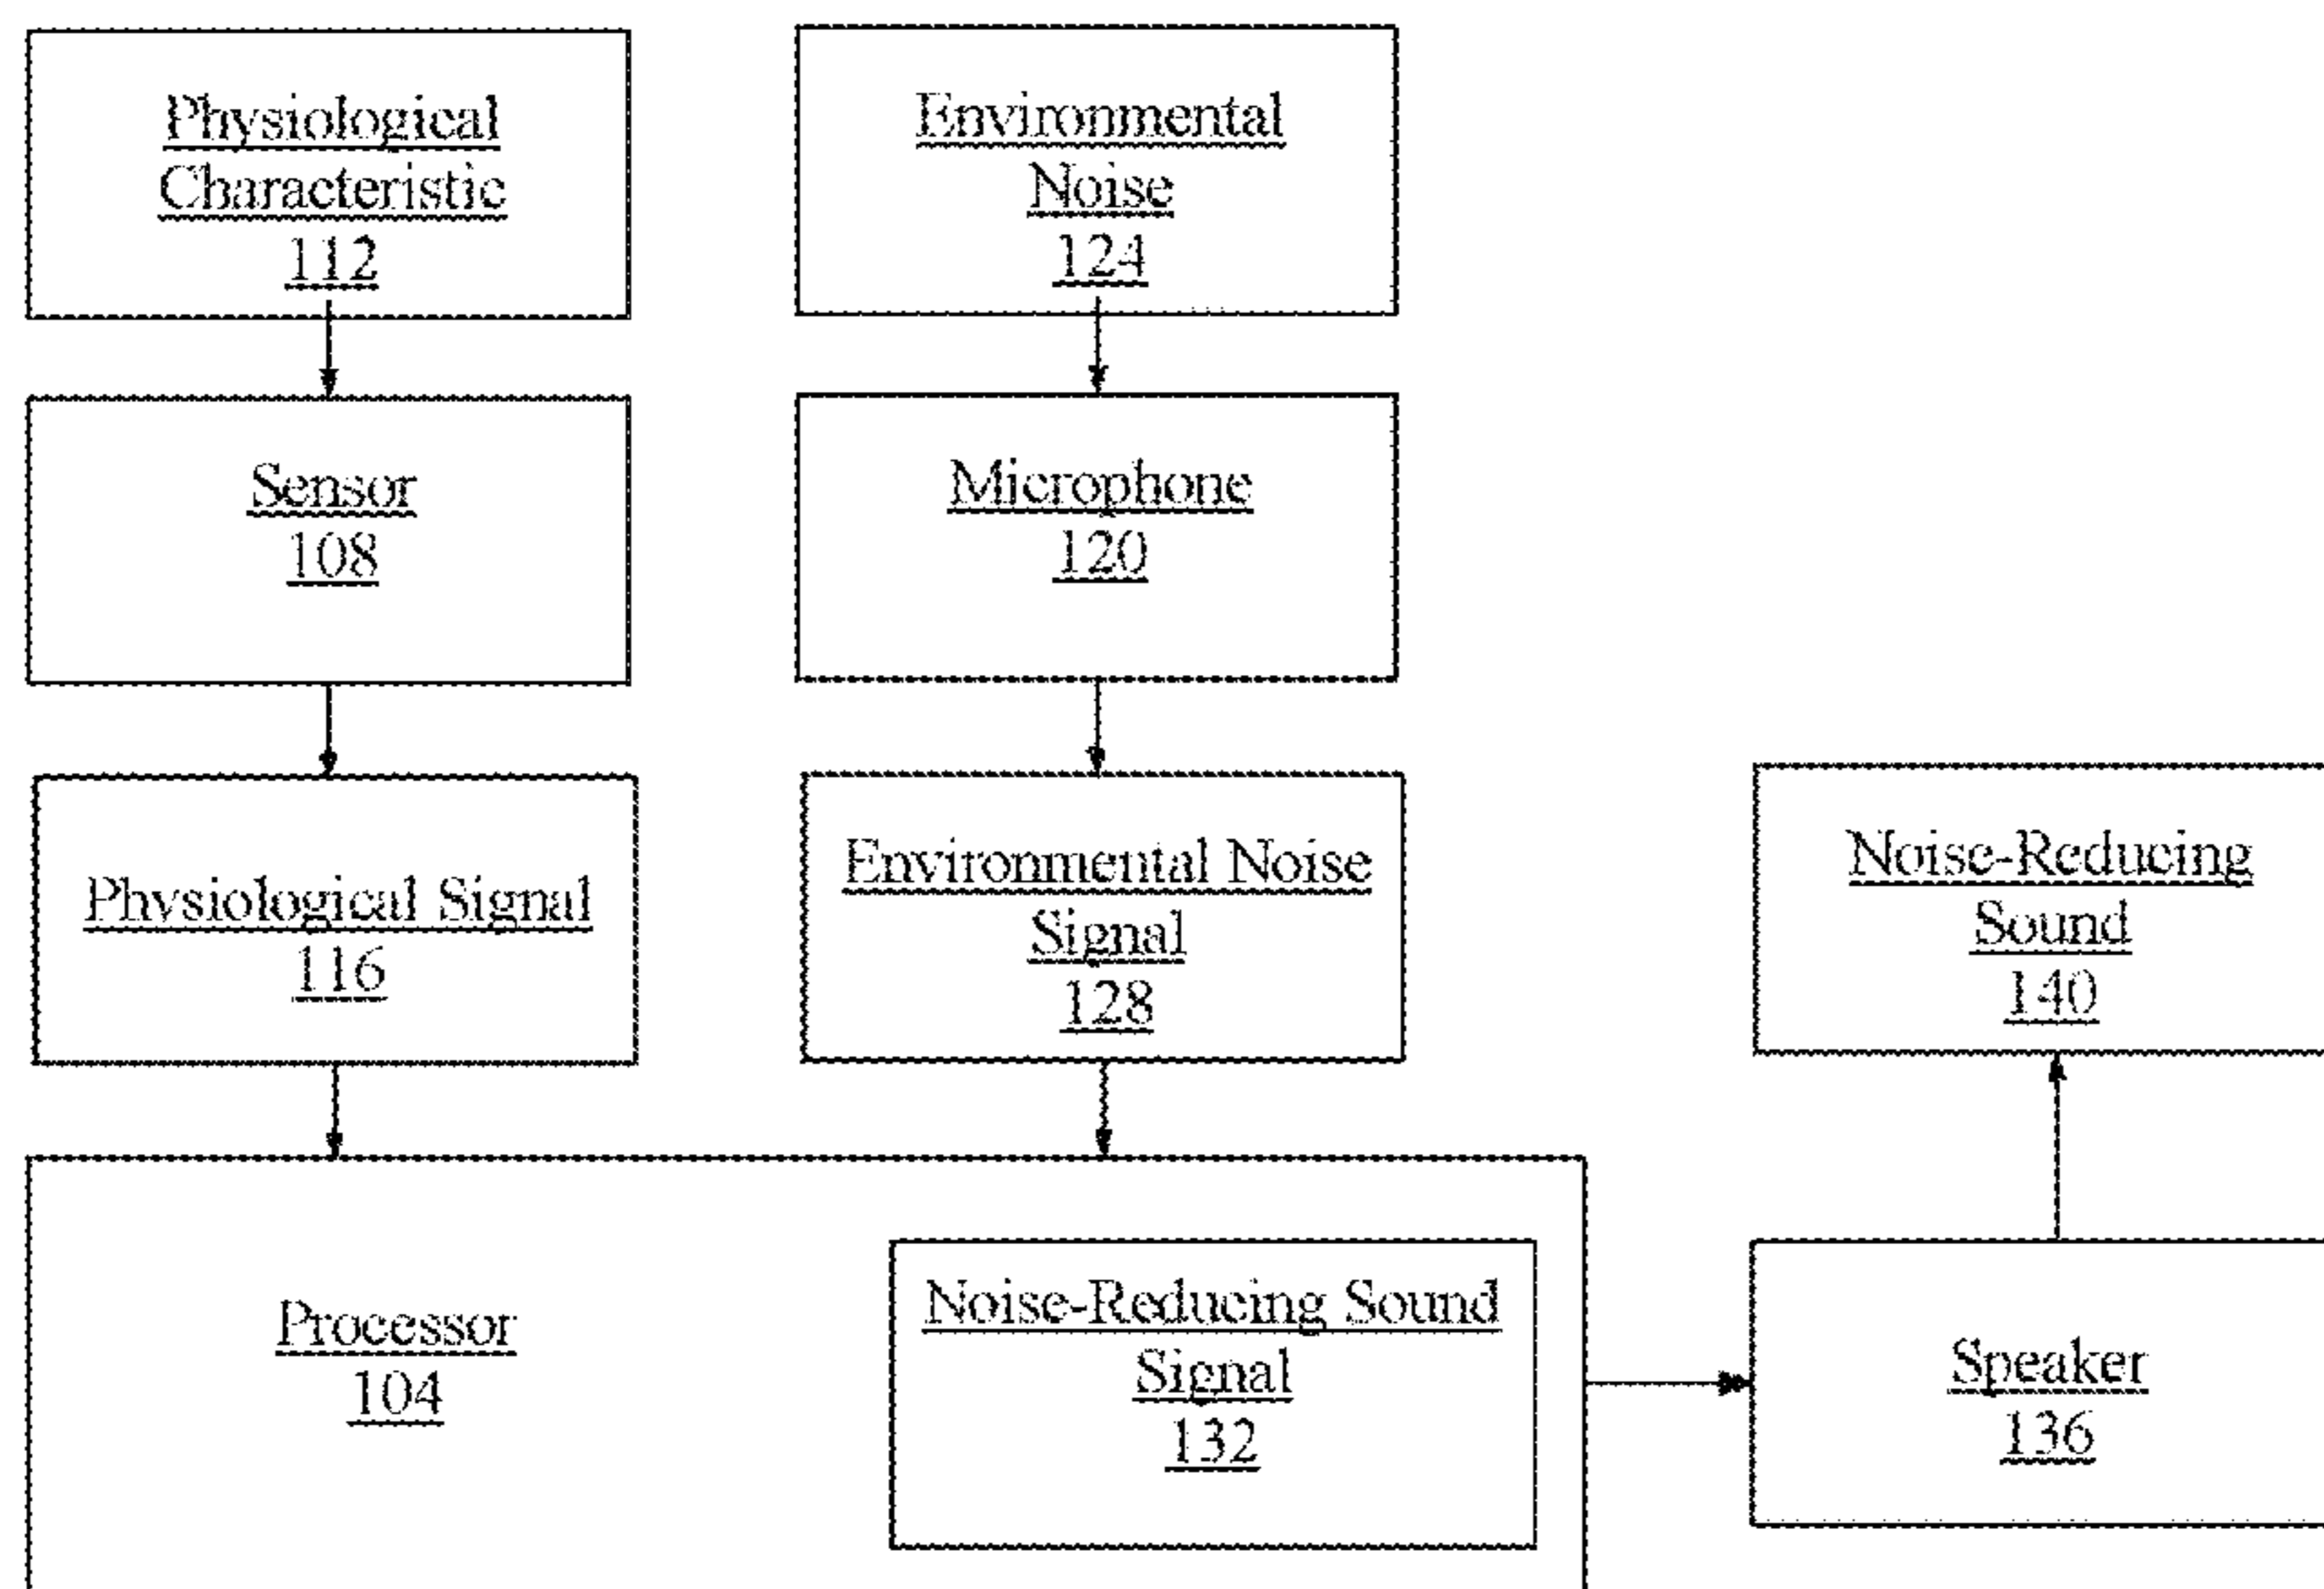 Physiological
Characteristic
112
Environmental
Noise
124
Sensor
108
Microphone
120
Physiological Signal
116
Environmental Noise
Signal
128
Noise-Reducing
Sound
140
Processor
104
Noise-Reducing Sound
Signal
132
Speaker
136